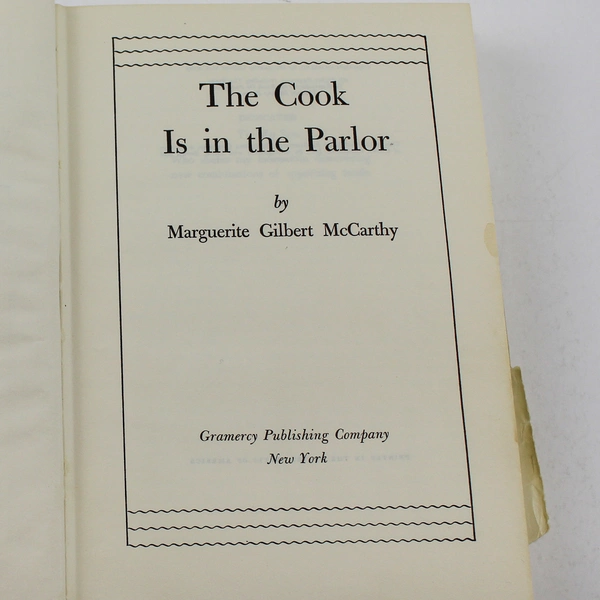 The Cook
Is in the Parlor
by
Marguerite Gilbert McCarthy
Gramercy Publishing Company
New York